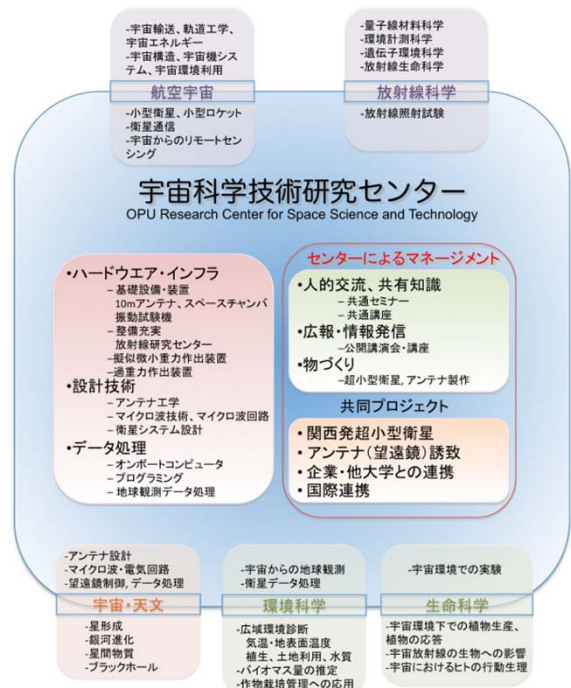 -宇宙輸送、軌道工学、
宇宙エネルギー
-宇宙構造、宇宙機シス
テム、宇宙環境利用
航空宇宙
-小型衛星、小型ロケット
-衛星通信
-宇宙からのリモートセン
シング
-量子線材料科学
-環境計測科学
-遺伝子環境科学
-放射線生命科学
放射線科学
-放射線照射試験
宇宙科学技術研究センター
OPU Research Center for Space Science and Technology
•ハードウエア・インフラ
–基礎設備・装置
10mアンテナ、スペースチャンバ
振動試験機
–整備充実
放射線研究センター
–擬似微小重力作出装置
–過重力作出装置
•設計技術
–アンテナ工学
–マイクロ波技術、マイクロ波回路
–衛星システム設計
•データ処理
–オンボートコンピュータ
–プログラミング
–地球観測データ処理
センターによるマネージメント
•人的交流、共有知識
–共通セミナー
–共通講座
•広報・情報発信
–公開講演会・講座
•物づくり
–超小型衛星,アンテナ製作
共同プロジェクト
•関西発超小型衛星
•アンテナ(望遠鏡)誘致
•企業・他大学との連携
•国際連携
-アンテナ設計
-マイクロ波・電気回路
-望遠鏡制御, データ処理
宇宙・天文
-星形成
-銀河進化
-星間物質
-ブラックホール
-宇宙からの地球観測
-衛星データ処理
環境科学
-広域環境診断
気温・地表面温度
植生、土地利用、水質
-バイオマス量の推定
-作物栽培管理への応用
-宇宙環境での実験
生命科学
-宇宙環境下での植物生産、
植物の応答
-宇宙放射線の生物への影響
-宇宙におけるヒトの行動生理